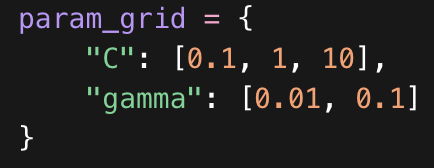 param_grid = {
    "C": [0.1, 1, 10],
    "gamma": [0.01, 0.1]
}